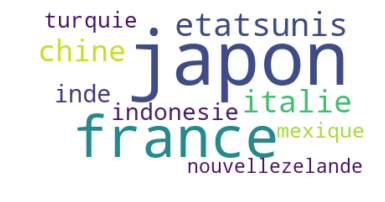 turquie
etatsunis
chine
japon
inde
italie
indonesie
france
mexique
nouvellezelande